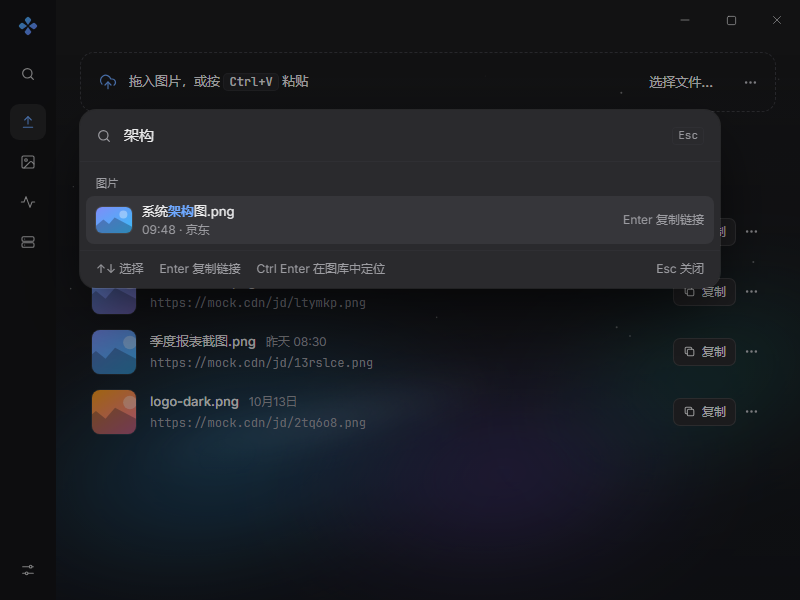 拖入图片，或按 Ctrl+V 粘贴
选择文件...
架构
Esc
图片
系统架构图.png
09:48 · 京东
Enter 复制链接
↑↓ 选择 Enter 复制链接 Ctrl Enter 在图库中定位
Esc 关闭
https://mock.cdn/jd/ltymkp.png
复制
季度报表截图.png 昨天 08:30
https://mock.cdn/jd/13rslce.png
复制
logo-dark.png 10月13日
https://mock.cdn/jd/2tq6o8.png
复制